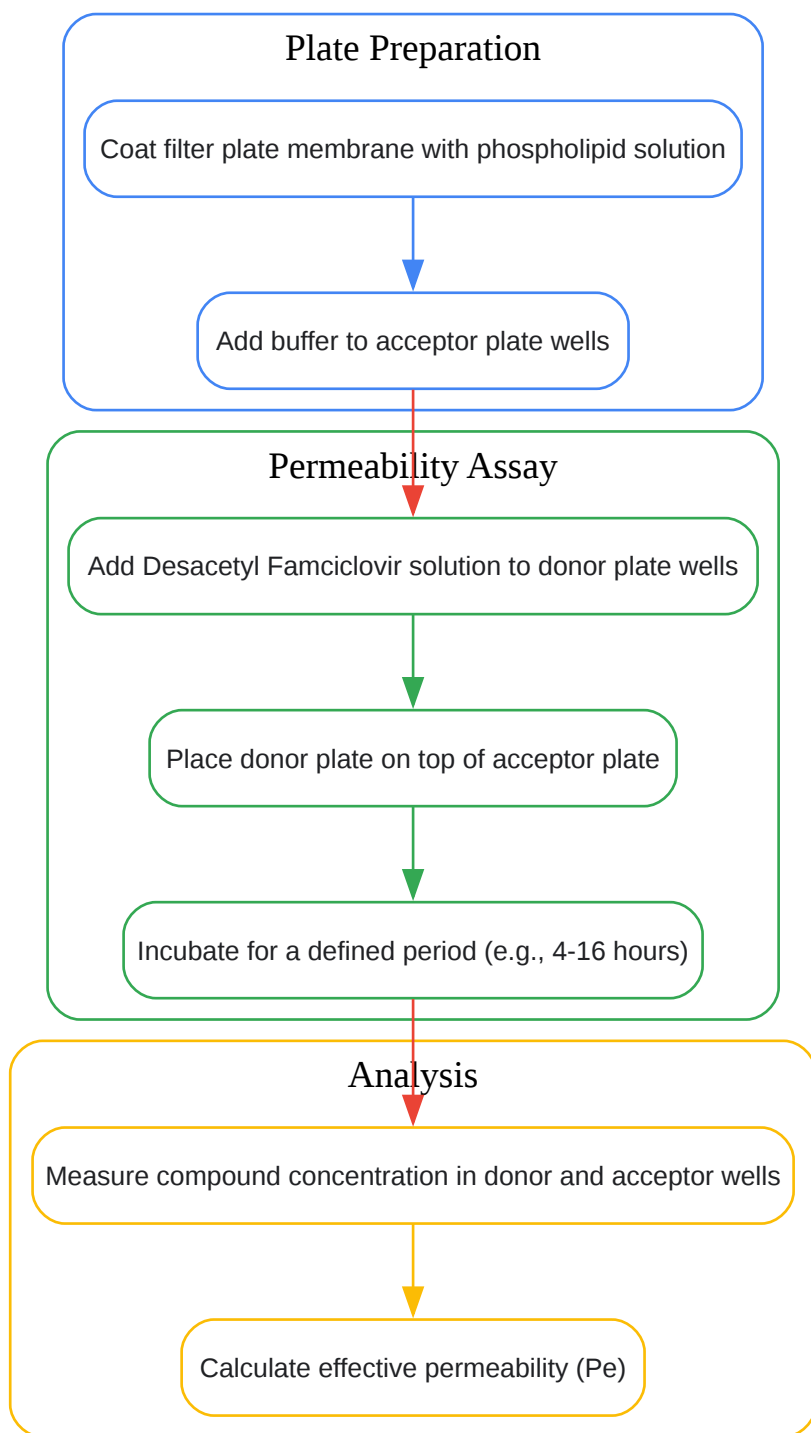 Plate Preparation
Coat filter plate membrane with phospholipid solution
Add buffer to acceptor plate wells
Permeability Assay
Add Desacetyl Famciclovir solution to donor plate wells
Place donor plate on top of acceptor plate
Incubate for a defined period (e.g., 4-16 hours)
Analysis
Measure compound concentration in donor and acceptor wells
Calculate effective permeability (Pe)